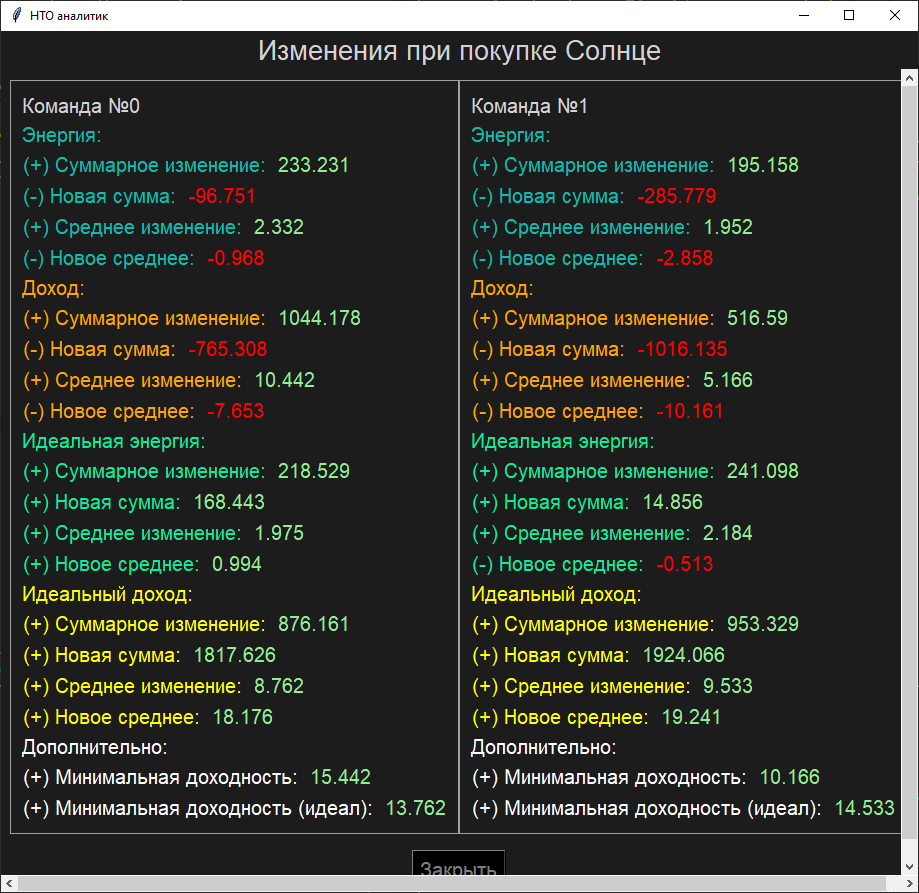 НТО аналитик
Изменения при покупке Солнце
Команда №0
Энергия:
(+) Суммарное изменение: 233.231
(-) Новая сумма: -96.751
(+) Среднее изменение: 2.332
(-) Новое среднее: -0.968
Доход:
(+) Суммарное изменение: 1044.178
(-) Новая сумма: -765.308
(+) Среднее изменение: 10.442
(-) Новое среднее: -7.653
Идеальная энергия:
(+) Суммарное изменение: 218.529
(+) Новая сумма: 168.443
(+) Среднее изменение: 1.975
(+) Новое среднее: 0.994
Идеальный доход:
(+) Суммарное изменение: 876.161
(+) Новая сумма: 1817.626
(+) Среднее изменение: 8.762
(+) Новое среднее: 18.176
Дополнительно:
(+) Минимальная доходность: 15.442
(+) Минимальная доходность (идеал): 13.762
Команда №1
Энергия:
(+) Суммарное изменение: 195.158
(-) Новая сумма: -285.779
(+) Среднее изменение: 1.952
(-) Новое среднее: -2.858
Доход:
(+) Суммарное изменение: 516.59
(-) Новая сумма: -1016.135
(+) Среднее изменение: 5.166
(-) Новое среднее: -10.161
Идеальная энергия:
(+) Суммарное изменение: 241.098
(+) Новая сумма: 14.856
(+) Среднее изменение: 2.184
(-) Новое среднее: -0.513
Идеальный доход:
(+) Суммарное изменение: 953.329
(+) Новая сумма: 1924.066
(+) Среднее изменение: 9.533
(+) Новое среднее: 19.241
Дополнительно:
(+) Минимальная доходность: 10.166
(+) Минимальная доходность (идеал): 14.533
Закрыть